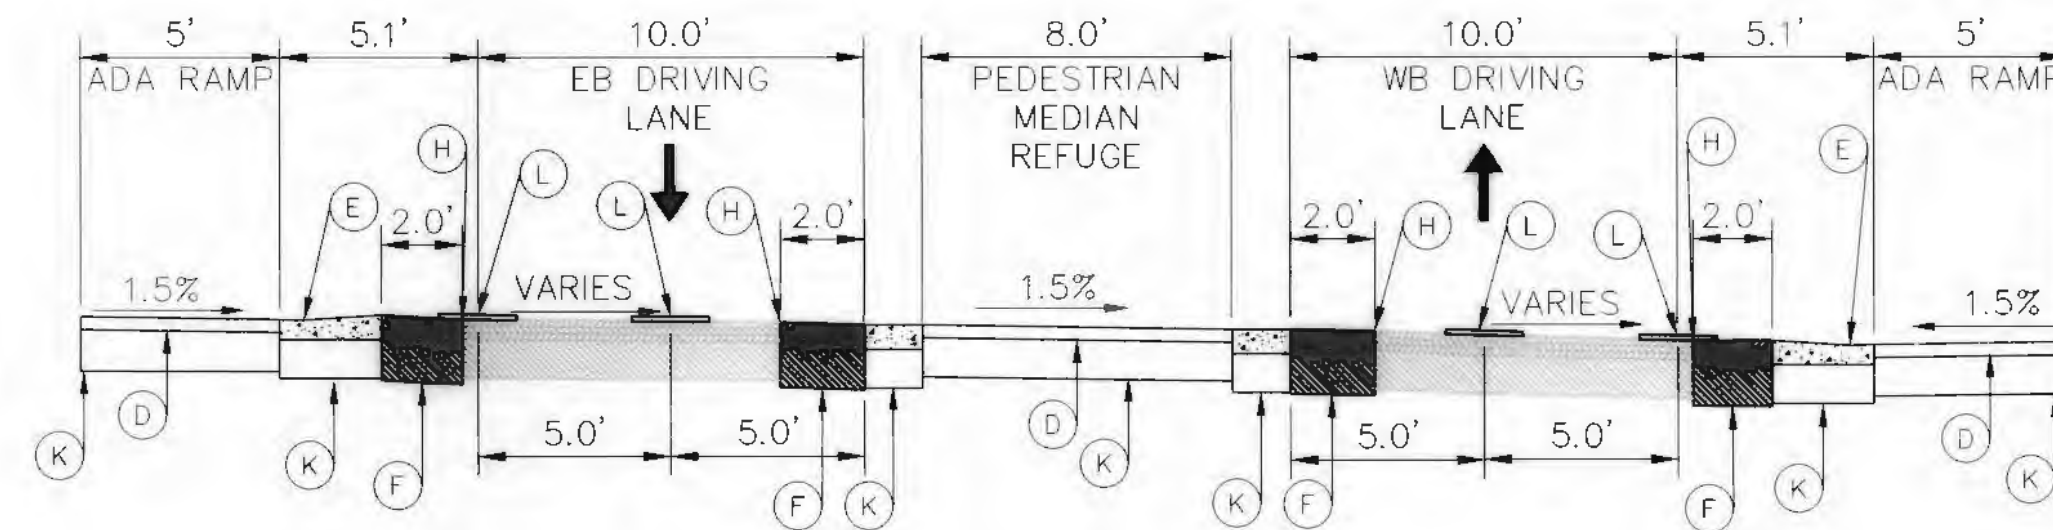 5' 5.1' 10.0' 8.0' 10.0' 5.1' 5'
ADA RAMP EB DRIVING PEDESTRIAN WB DRIVING ADA RAMP
LANE MEDIAN LANE
REFUGE
H H E
L L H
E 2.0' 2.0' 2.0' H L L 2.0'
1.5% VARIES 1.5% VARIES 1.5%
D 5.0' 5.0' D 5.0' 5.0' D
K K F F K K K F F K K